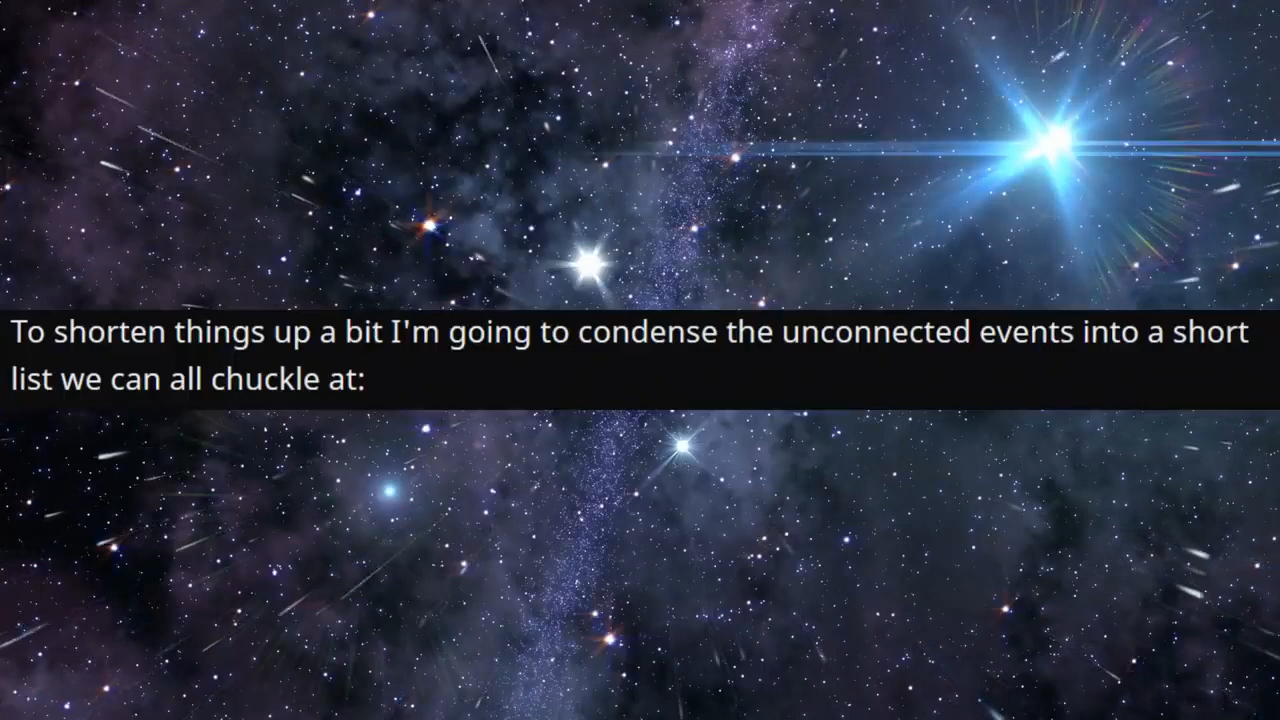 To shorten things up a bit I'm going to condense the unconnected events into a short
list we can all chuckle at: